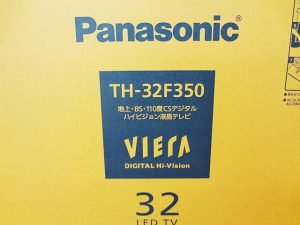 Panasonic
TH-32F350
地上・BS・110度CSデジタル
ハイビジョン液晶テレビ
VIERA
DIGITAL Hi-Vision
32
LED TV